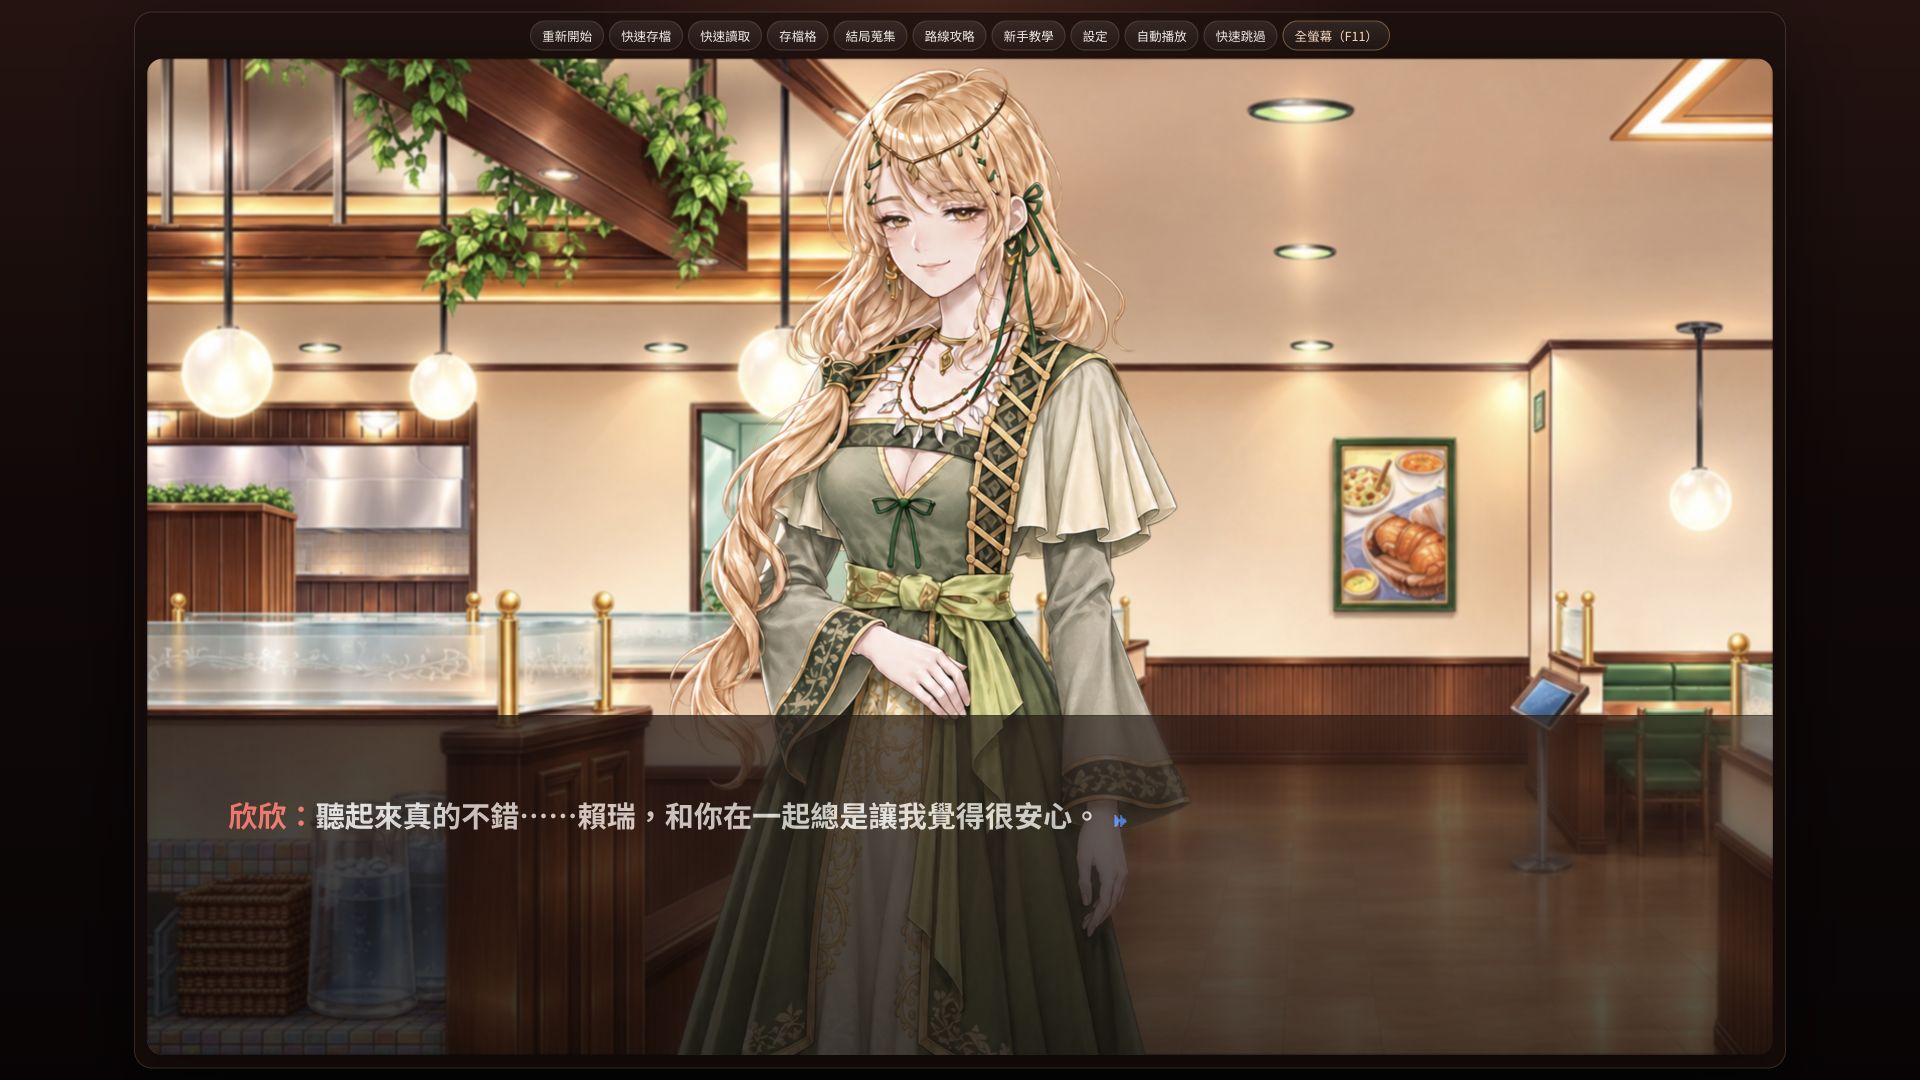 重新開始
快速存檔
快速讀取
存檔格
結局蒐集
路線攻略
新手教學
設定
自動播放
快速跳過
全螢幕（F11）
欣欣：聽起來真的不錯⋯⋯賴瑞，和你在一起總是讓我覺得很安心。